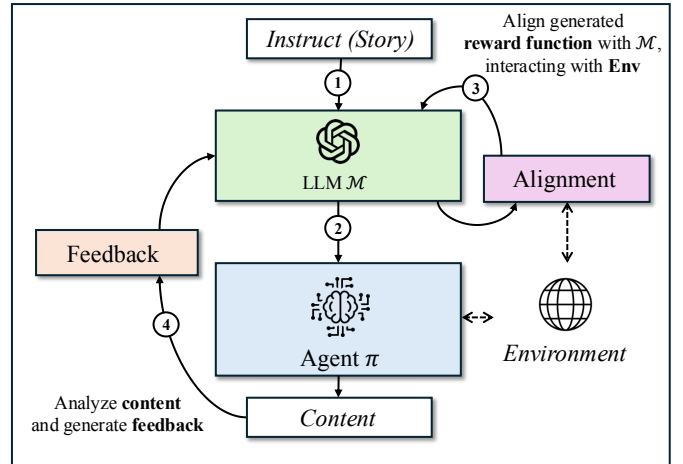 Instruct (Story)
Align generated
reward function with ℳ,
interacting with Env
1
3
LLM ℳ
Alignment
2
Feedback
Agent π
Environment
4
Analyze content
and generate feedback
Content